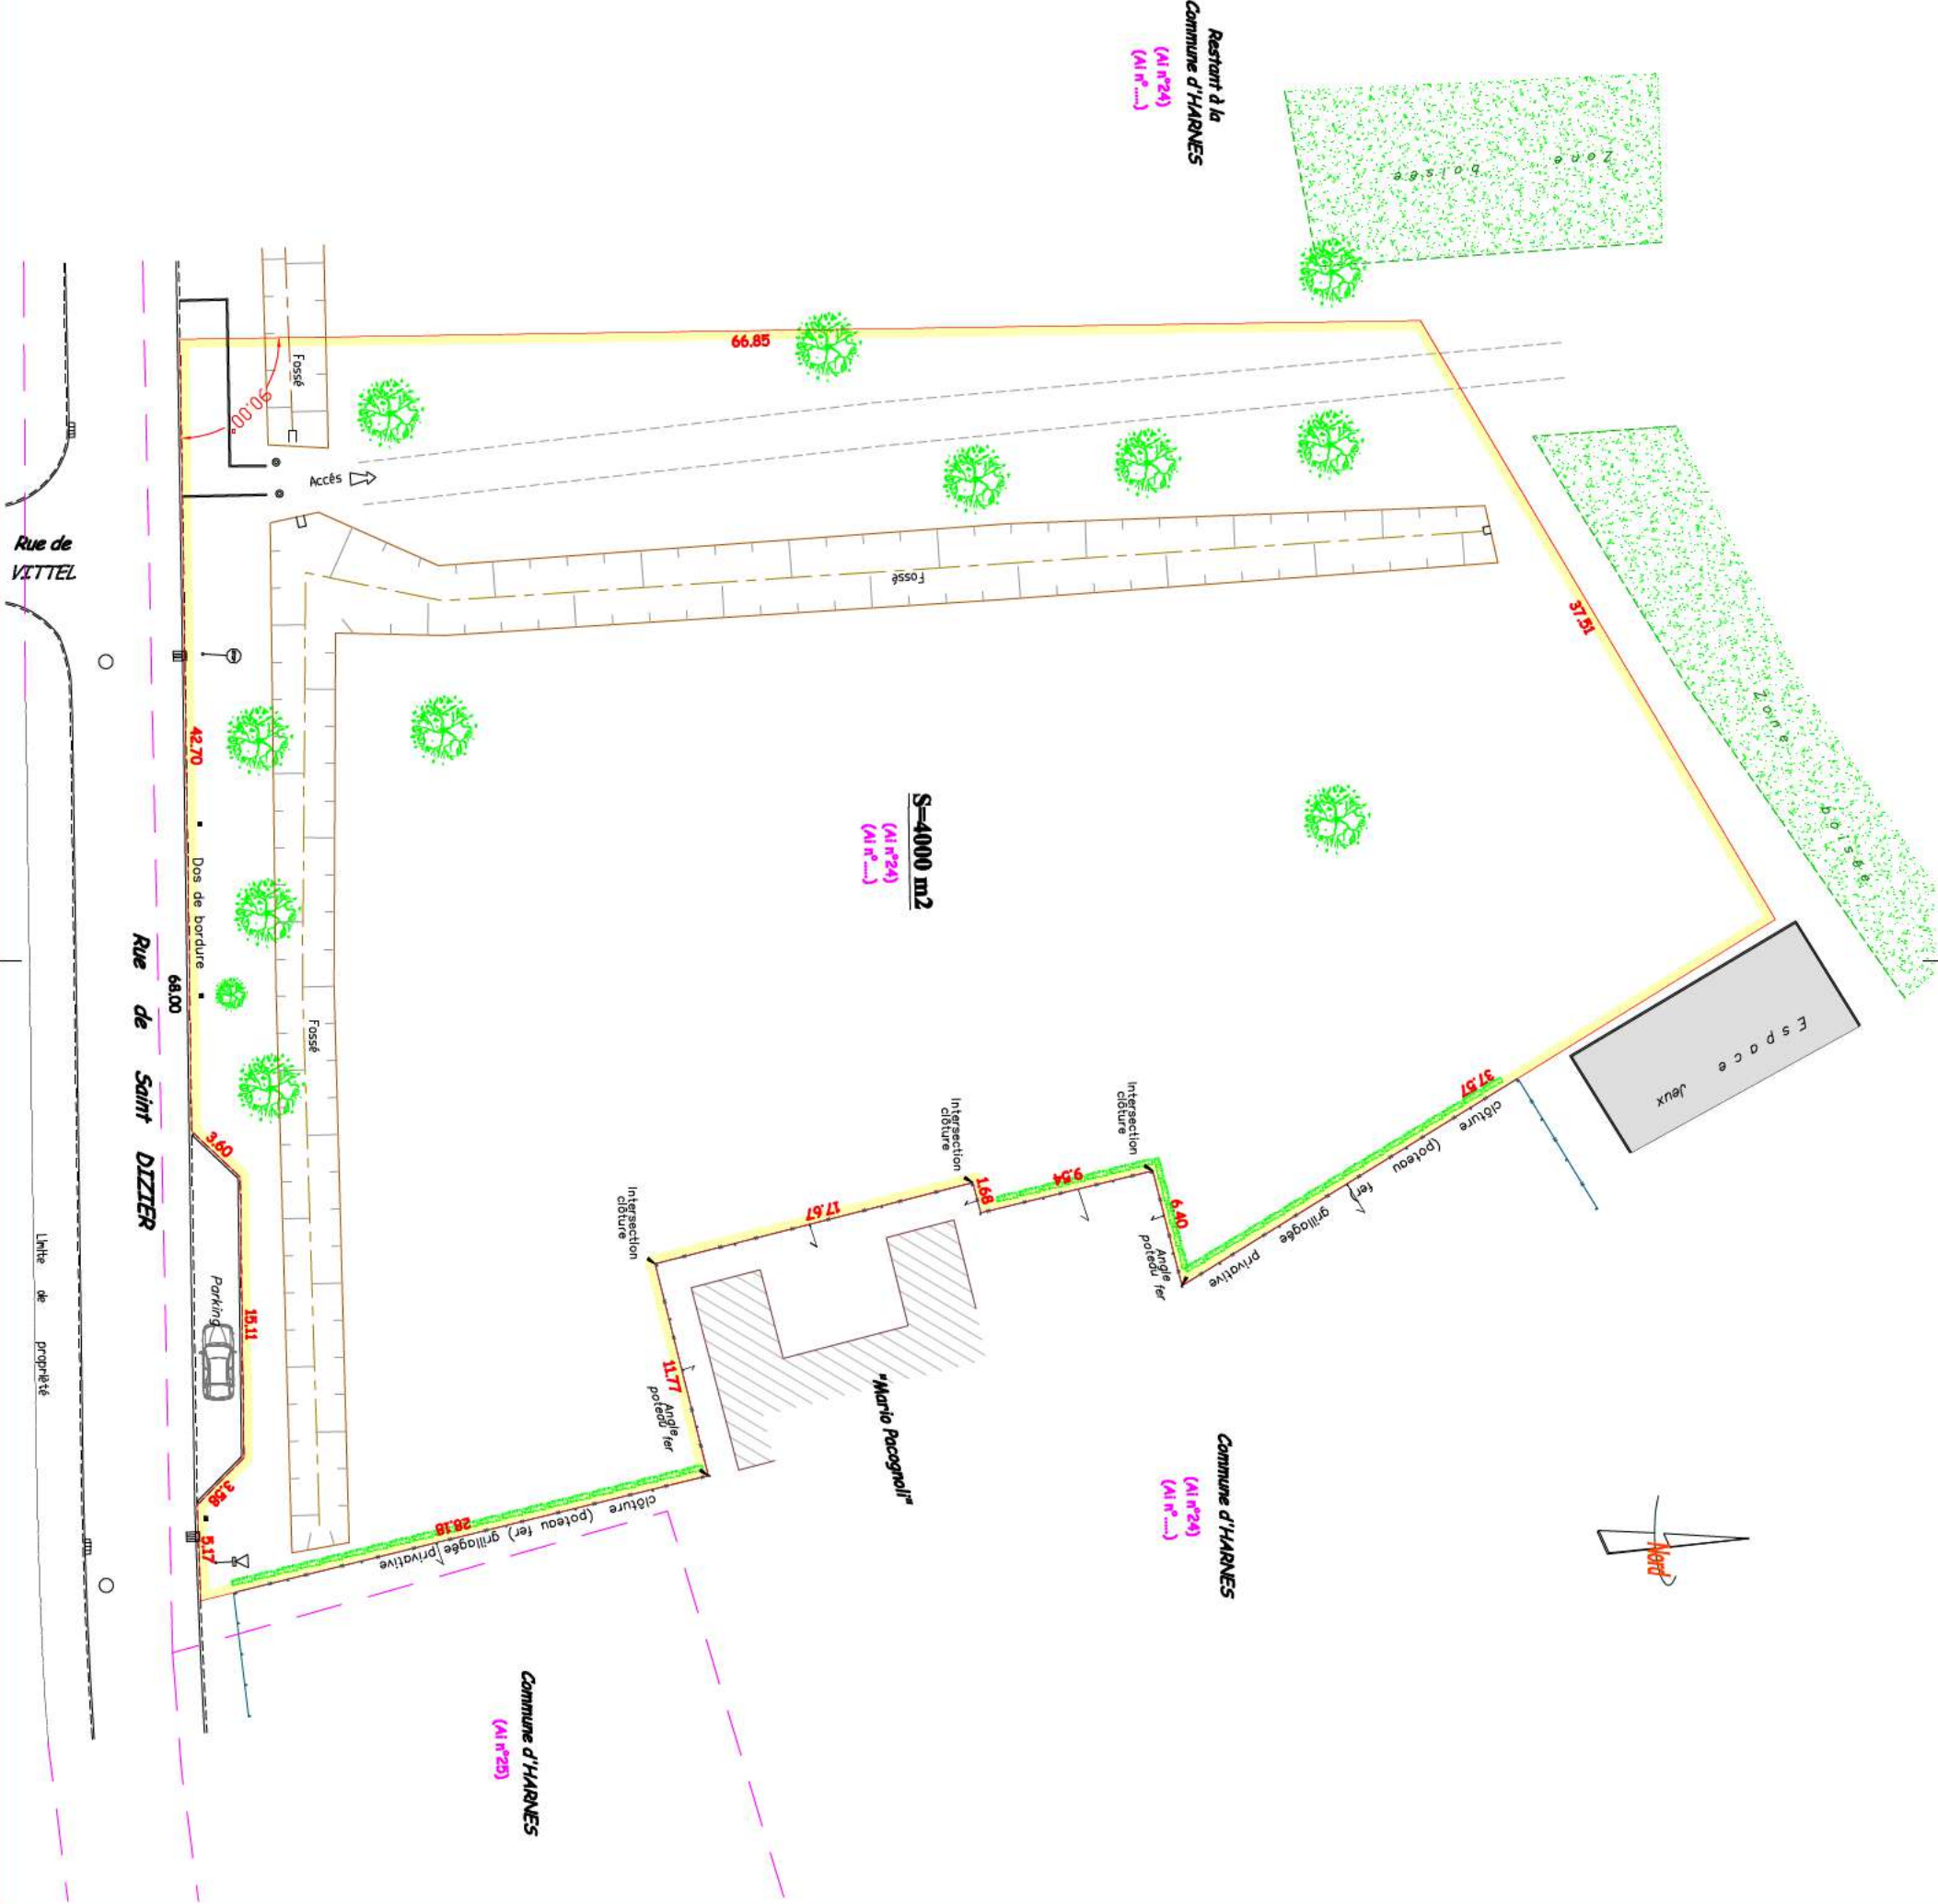 Restant à la
Commune d'HARNES
(Ai n°24)
(Ai n°.....)
Zone boisée
66.85
Fossé
90.00
Accès
Rue de
VITTEL
Fossé
37.51
Zone boisée
42.70
S=4000 m2
(Ai n°24)
(Ai n°.....)
Dos de bordure
68.00
Rue de Saint DIZIER
Fossé
Espace Jeux
37.57
clôture (poteau fer) grillagée privative
Intersection
clôture
Intersection
clôture
Intersection
clôture
3.60
1.68
9.54
6.40
17.67
Angle
poteau fer
Limite de propriété
Parking
15.11
11.77
Angle
poteau fer
"Mario Pacognoli"
Commune d'HARNES
(Ai n°24)
(Ai n°.....)
3.58
5.17
28.18
clôture (poteau fer) grillagée privative
Nord
Commune d'HARNES
(Ai n°25)